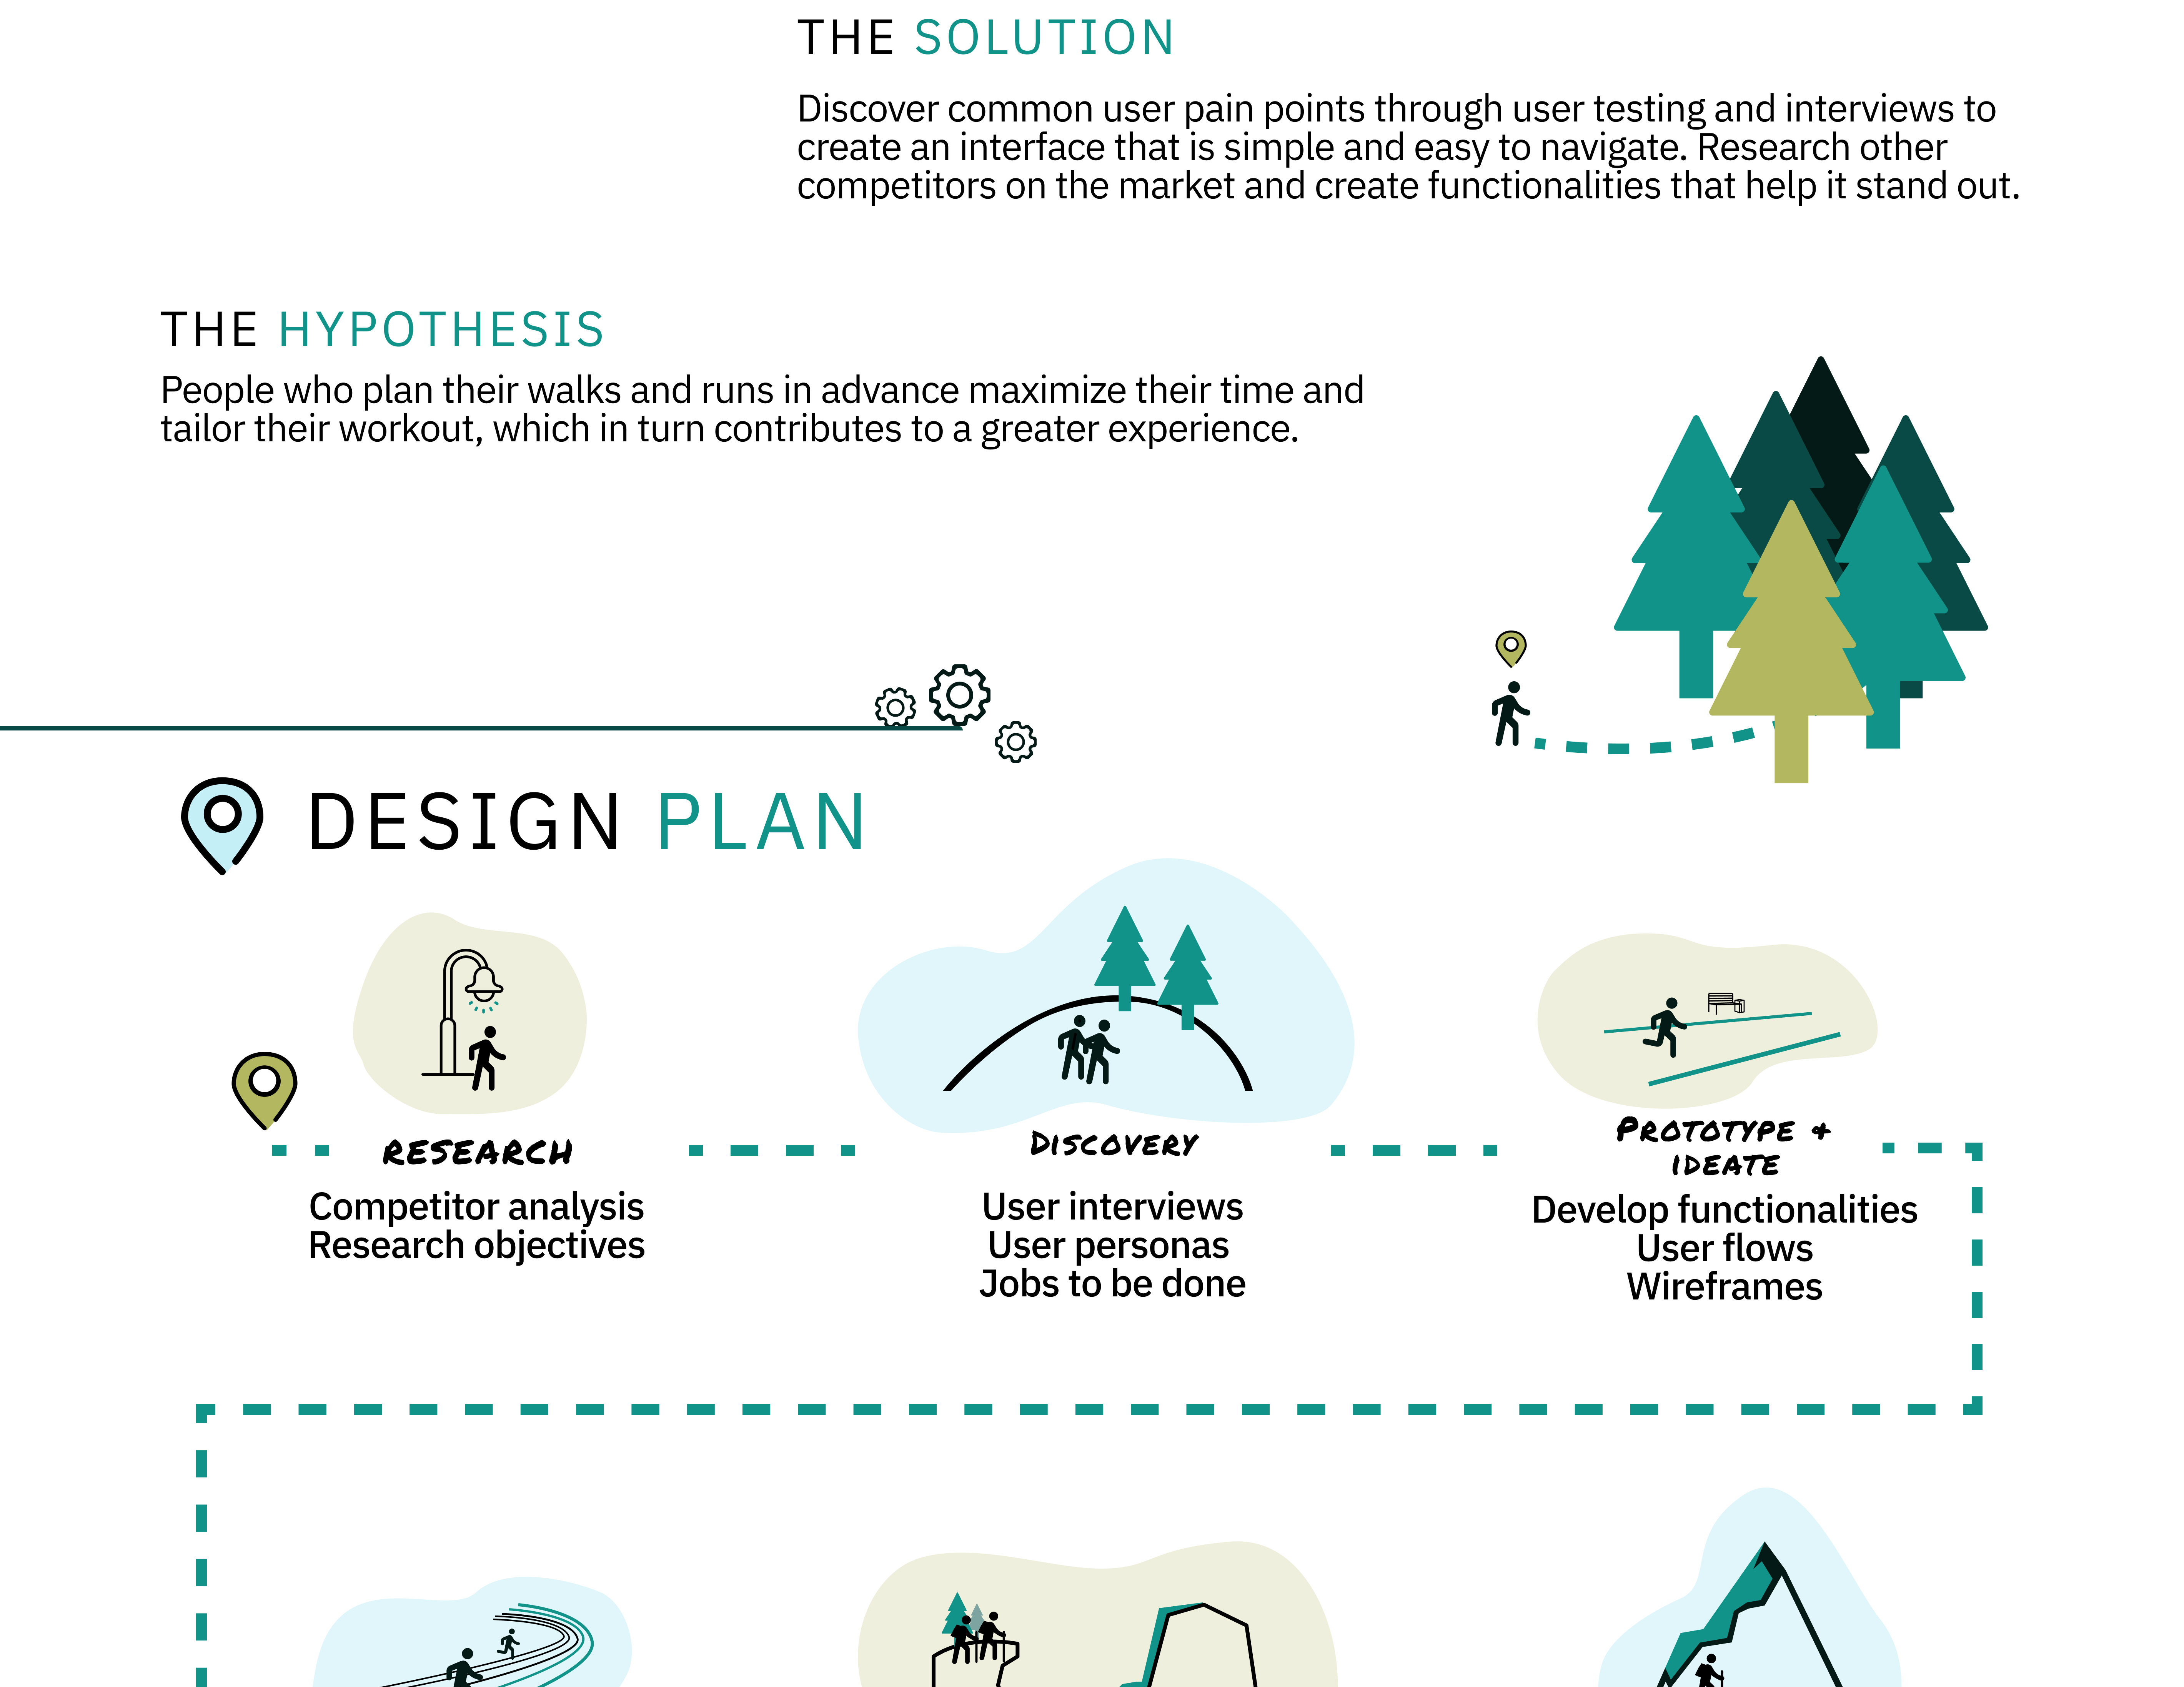 THE SOLUTION
Discover common user pain points through user testing and interviews to
create an interface that is simple and easy to navigate. Research other
competitors on the market and create functionalities that help it stand out.
THE HYPOTHESIS
People who plan their walks and runs in advance maximize their time and
tailor their workout, which in turn contributes to a greater experience.
DESIGN PLAN
RESEARCH
Competitor analysis
Research objectives
DISCOVERY
User interviews
User personas
Jobs to be done
PROTOTYPE +
IDEATE
Develop functionalities
User flows
Wireframes